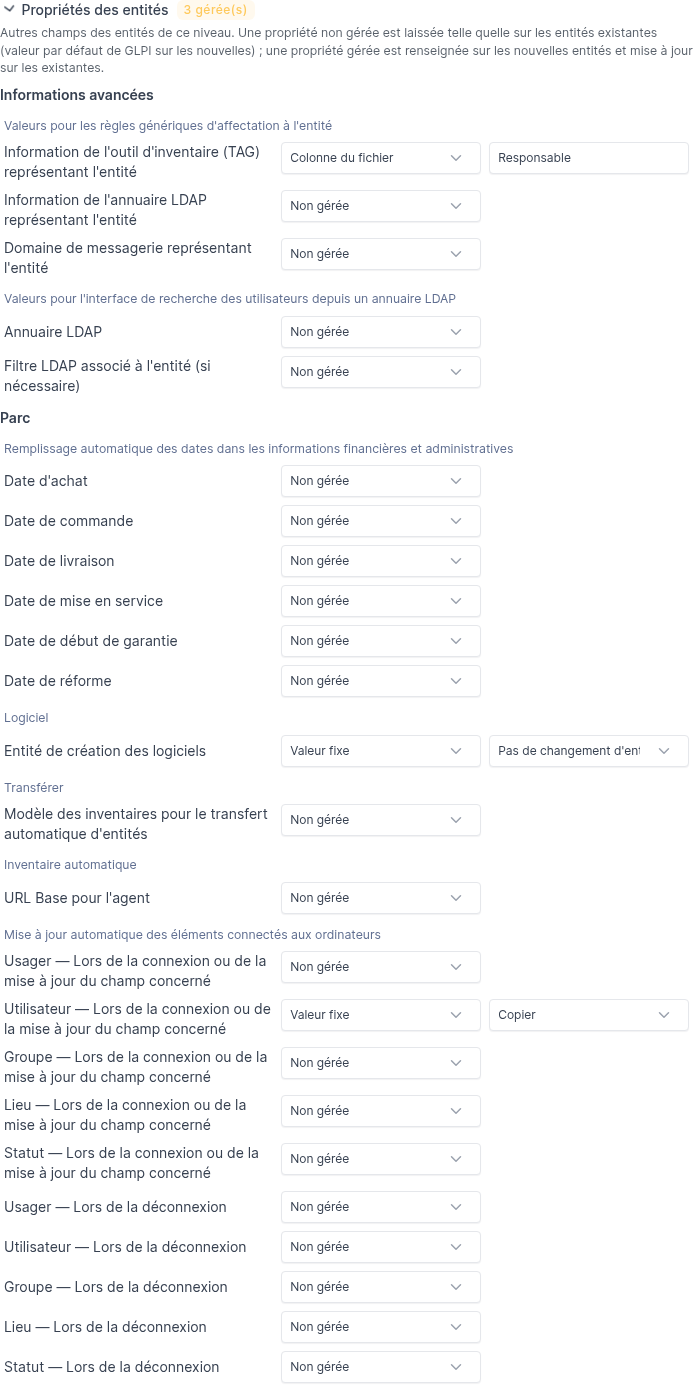 Propriétés des entités 3 gérée(s)
Autres champs des entités de ce niveau. Une propriété non gérée est laissée telle quelle sur les entités existantes
(valeur par défaut de GLPI sur les nouvelles) ; une propriété gérée est renseignée sur les nouvelles entités et mise à jour
sur les existantes.
Informations avancées
Valeurs pour les règles génériques d'affectation à l'entité
Information de l'outil d'inventaire (TAG)
représentant l'entité
Colonne du fichier
Responsable
Information de l'annuaire LDAP
représentant l'entité
Non gérée
Domaine de messagerie représentant
l'entité
Non gérée
Valeurs pour l'interface de recherche des utilisateurs depuis un annuaire LDAP
Annuaire LDAP
Non gérée
Filtre LDAP associé à l'entité (si
nécessaire)
Non gérée
Parc
Remplissage automatique des dates dans les informations financières et administratives
Date d'achat
Non gérée
Date de commande
Non gérée
Date de livraison
Non gérée
Date de mise en service
Non gérée
Date de début de garantie
Non gérée
Date de réforme
Non gérée
Logiciel
Entité de création des logiciels
Valeur fixe
Pas de changement d'ent
Transférer
Modèle des inventaires pour le transfert
automatique d'entités
Non gérée
Inventaire automatique
URL Base pour l'agent
Non gérée
Mise à jour automatique des éléments connectés aux ordinateurs
Usager — Lors de la connexion ou de la
mise à jour du champ concerné
Non gérée
Utilisateur — Lors de la connexion ou de
la mise à jour du champ concerné
Valeur fixe
Copier
Groupe — Lors de la connexion ou de la
mise à jour du champ concerné
Non gérée
Lieu — Lors de la connexion ou de la
mise à jour du champ concerné
Non gérée
Statut — Lors de la connexion ou de la
mise à jour du champ concerné
Non gérée
Usager — Lors de la déconnexion
Non gérée
Utilisateur — Lors de la déconnexion
Non gérée
Groupe — Lors de la déconnexion
Non gérée
Lieu — Lors de la déconnexion
Non gérée
Statut — Lors de la déconnexion
Non gérée